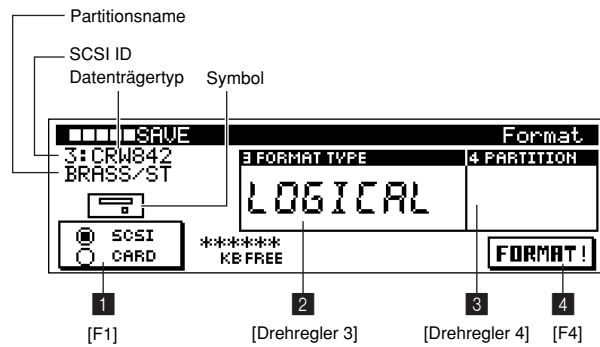 Partitionsname
SCSI ID
Datenträgertyp
Symbol
SAVE Format
3:CRW842
BRASS/ST
3 FORMAT TYPE
4 PARTITION
LOGICAL
SCSI
CARD
******
KB FREE
FORMAT!
1 2 3 4
[F1] [Drehregler 3] [Drehregler 4] [F4]